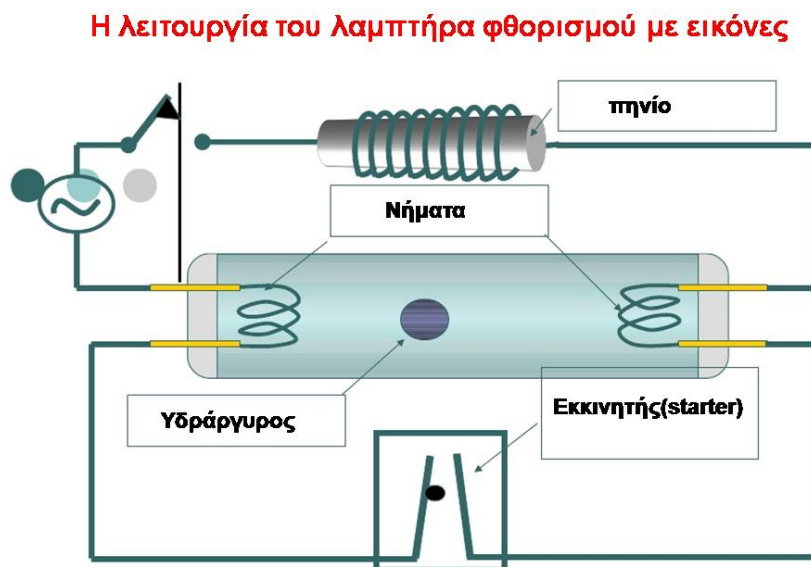 Η λειτουργία του λαμπτήρα φθορισμού με εικόνες
πηνίο
Νήματα
Υδράργυρος
Εκκινητής(starter)